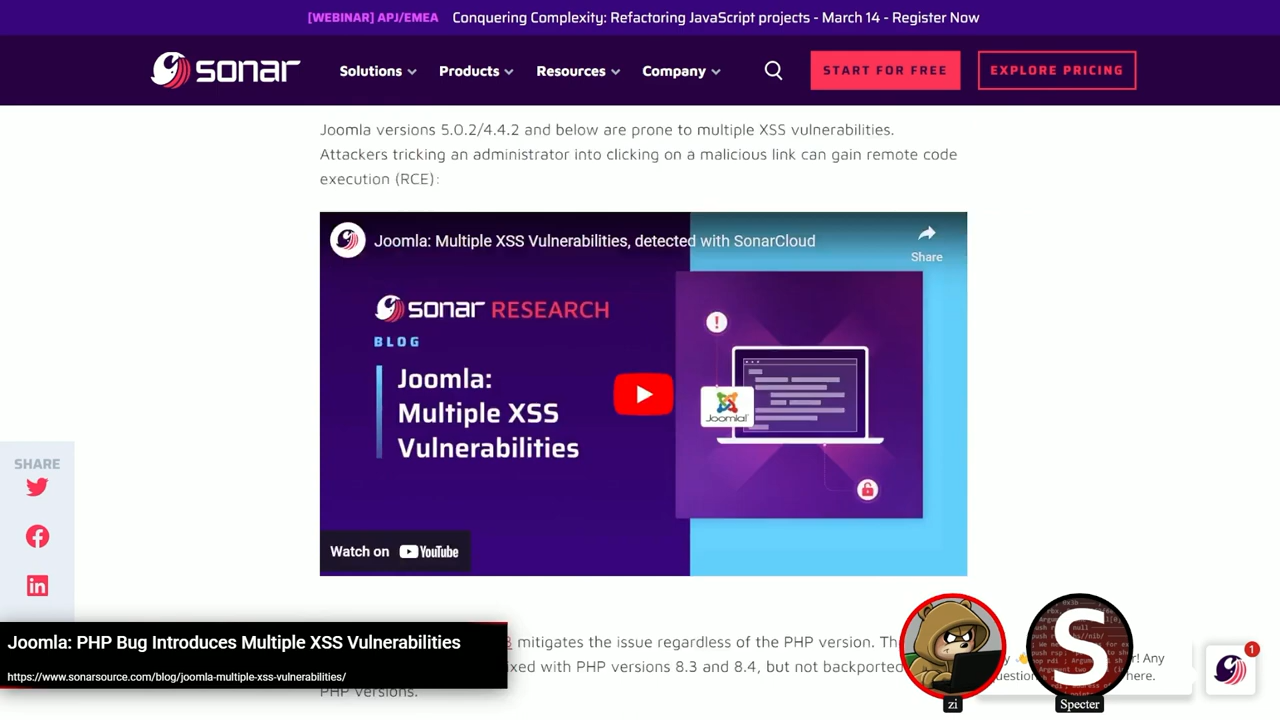 [WEBINAR] APJ/EMEA Conquering Complexity: Refactoring JavaScript projects - March 14 - Register Now
sonar Solutions Products Resources Company START FOR FREE EXPLORE PRICING
Joomla versions 5.0.2/4.4.2 and below are prone to multiple XSS vulnerabilities.
Attackers tricking an administrator into clicking on a malicious link can gain remote code
execution (RCE):
Joomla: Multiple XSS Vulnerabilities, detected with SonarCloud
Share
sonar RESEARCH
BLOG
Joomla:
Multiple XSS
Vulnerabilities
Joomla!
Watch on YouTube
SHARE
mitigates the issue regardless of the PHP version.
fixed with PHP versions 8.3 and 8.4, but not backported
PHP versions.
Joomla: PHP Bug Introduces Multiple XSS Vulnerabilities
https://www.sonarsource.com/blog/joomla-multiple-xss-vulnerabilities/
S
! Any
here.
1
zi
Specter